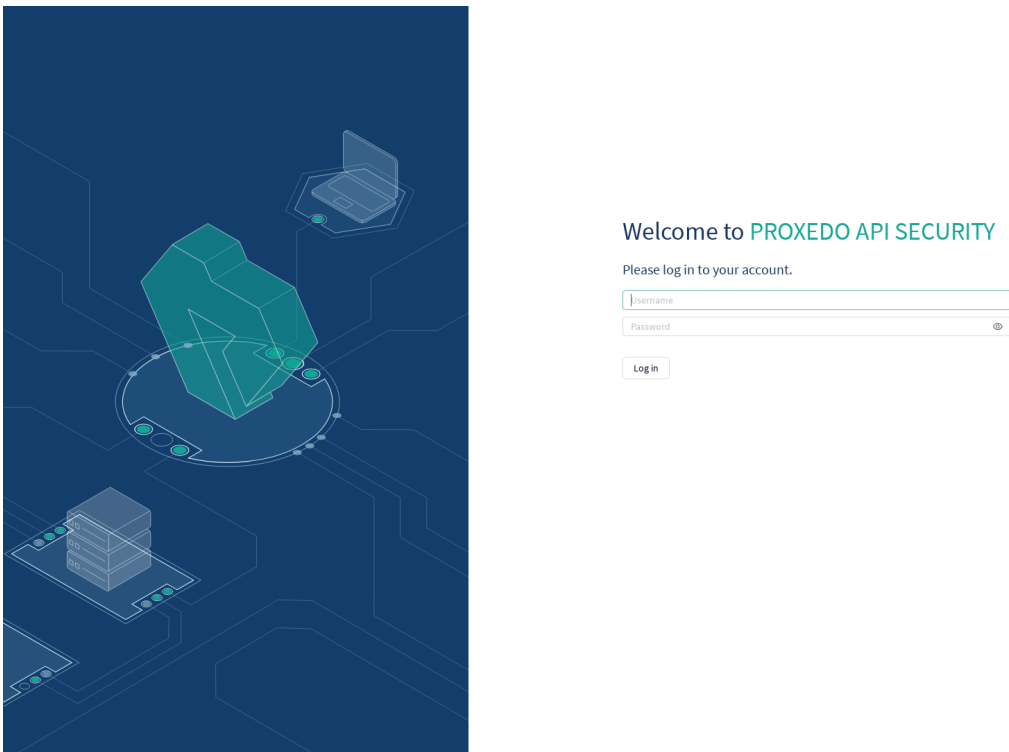 Welcome to PROXEDO API SECURITY
Please log in to your account.
Username
Password
Log in